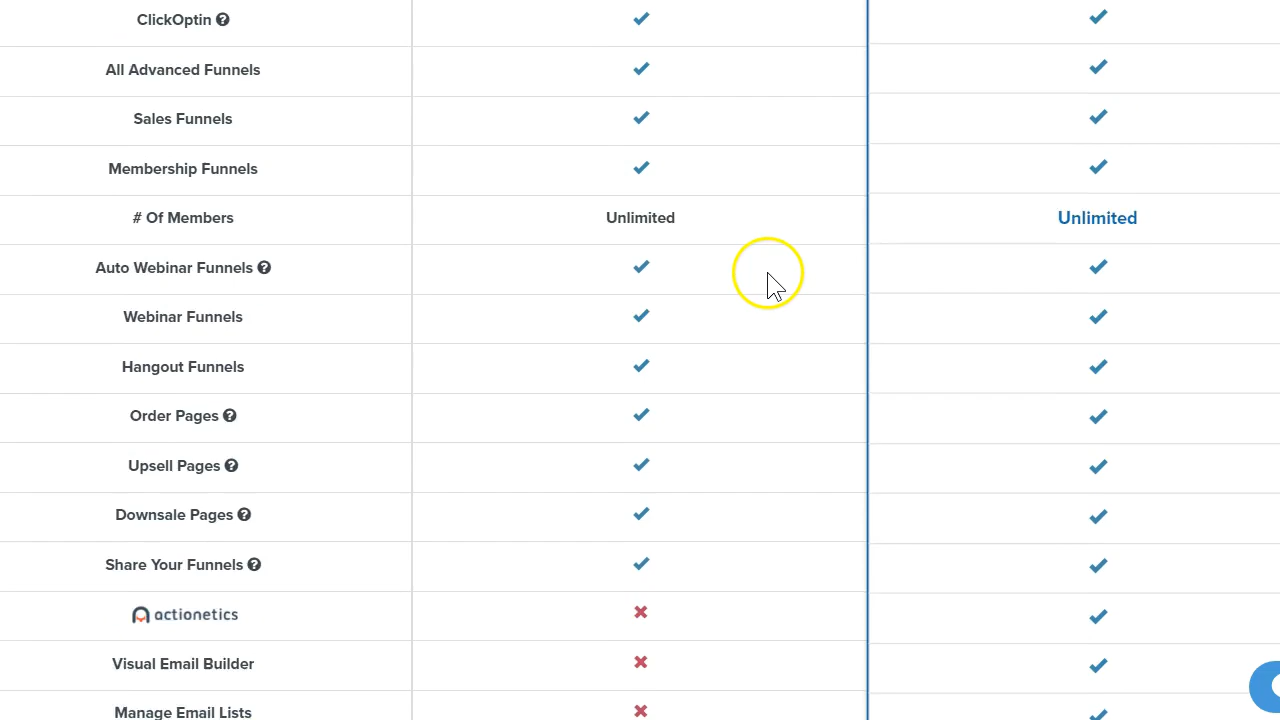 ClickOptin ?
All Advanced Funnels
Sales Funnels
Membership Funnels
# Of Members Unlimited Unlimited
Auto Webinar Funnels ?
Webinar Funnels
Hangout Funnels
Order Pages ?
Upsell Pages ?
Downsale Pages ?
Share Your Funnels ?
actionetics
Visual Email Builder
Manage Email Lists